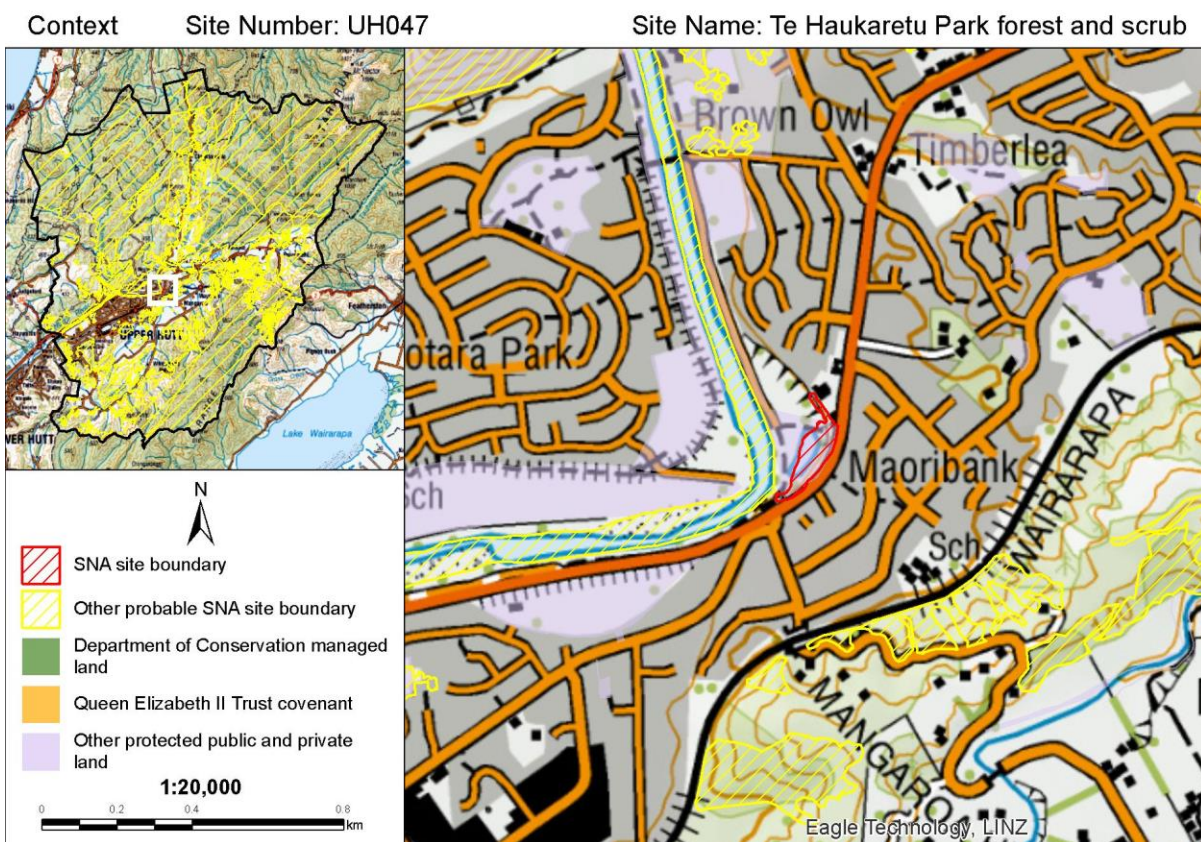 Context Site Number: UH047 Site Name: Te Haukaretu Park forest and scrub
UPPER HUTT
Featherston
Lake Wairarapa
VER HUTT
Brown Owl
Timberlea
otara Park
Maoribank
Sch
Sch
WAIRARAPA
MANGARO
Eagle Technology, LINZ
N
SNA site boundary
Other probable SNA site boundary
Department of Conservation managed
land
Queen Elizabeth II Trust covenant
Other protected public and private
land
1:20,000
0 0.2 0.4 0.8
km